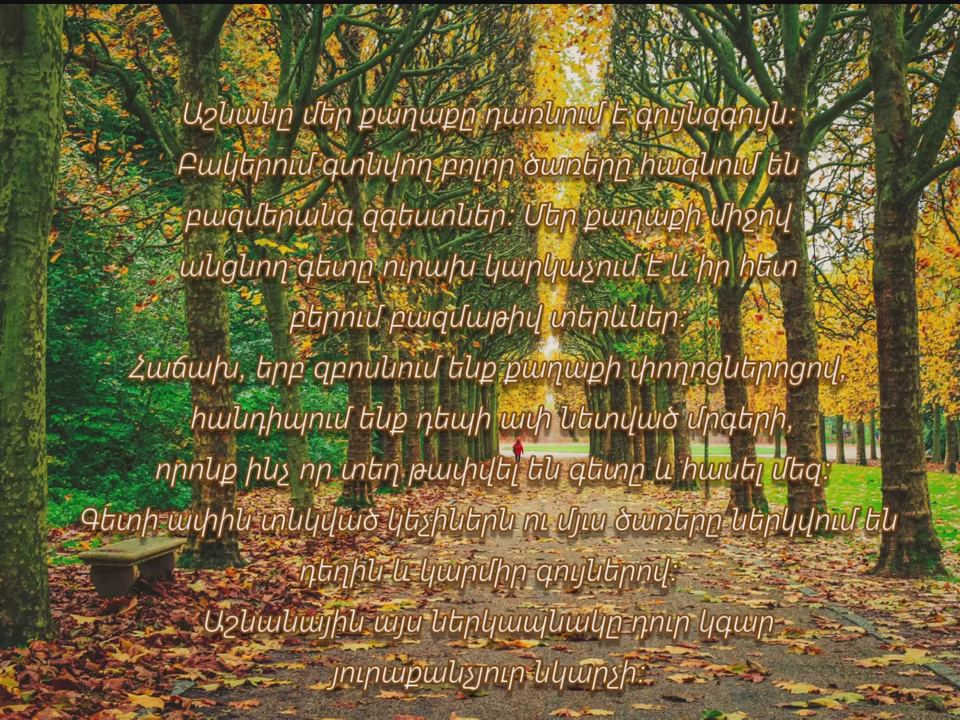 Աշնանը մեր քաղաքը դառնում է գույնզգույն:
Բակերում գտնվող բոլոր ծառերը հագնում են
բազմերանգ զգեստներ: Մեր քաղաքի միջով
անցնող գետը ուրախ կարկաչում է և իր հետ
բերում բազմաթիվ տերևներ:
Հաճախ, երբ զբոսնում ենք քաղաքի փողոցներոցով,
հանդիպում ենք դեպի ափ նետված մրգերի,
որոնք ինչ որ տեղ թափվել են գետը և հասել մեզ:
Գետի ափին տնկված կեչիներն ու մյւս ծառերը ներկվում են
դեղին և կարմիր գույներով:
Աշնանային այս ներկապնակը դուր կգար
յուրաքանչյուր նկարչի: